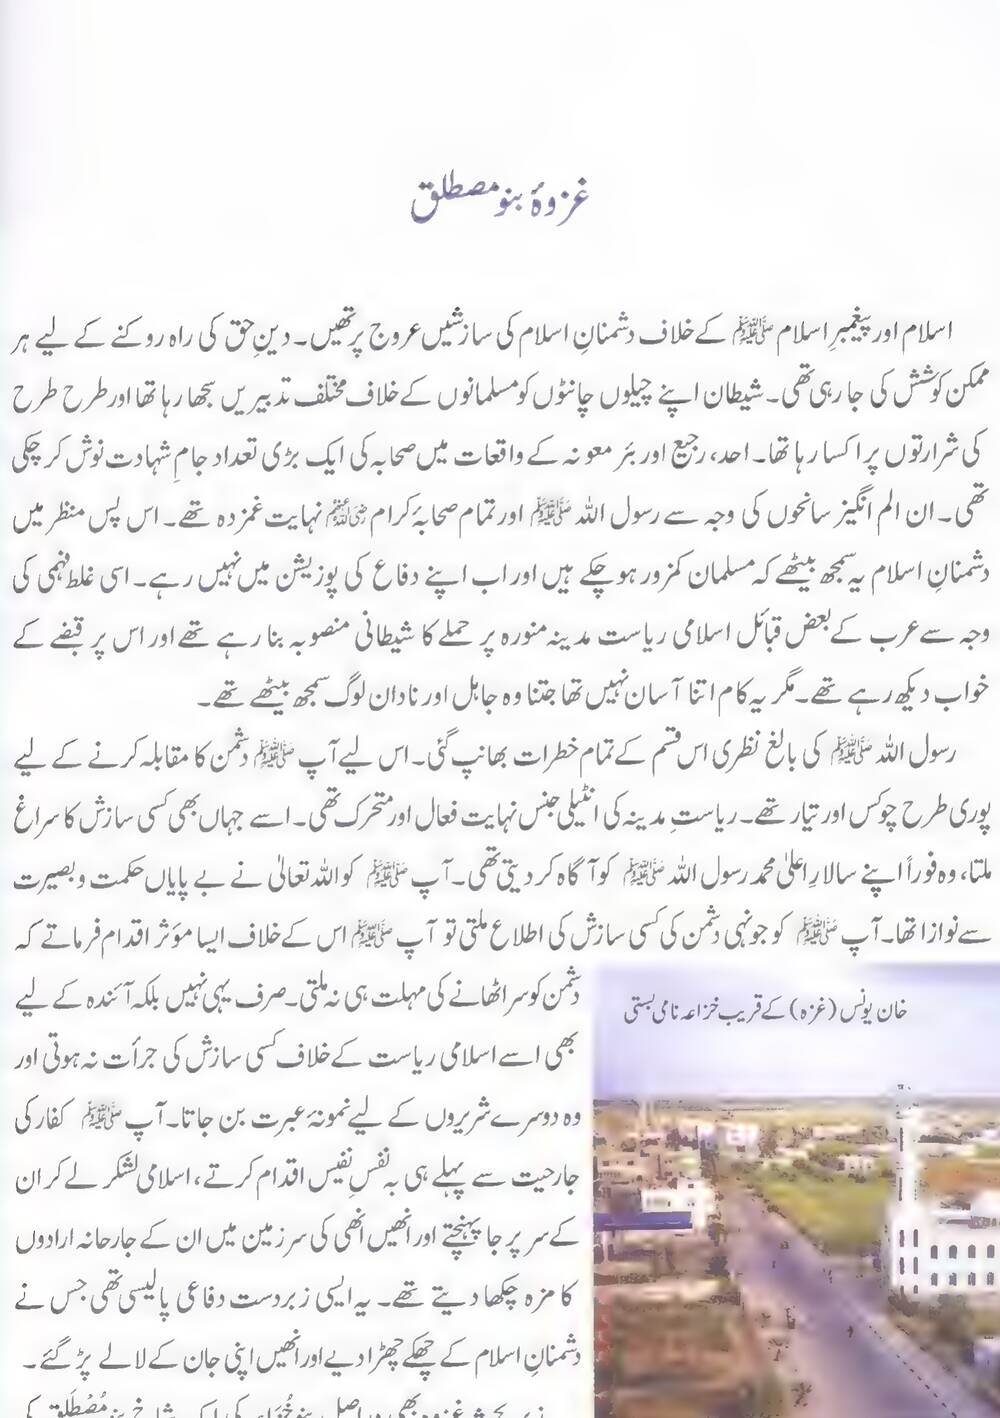 غزوۂ بنو مصطلق
اسلام اور پیغمبرِ اسلام ﷺ کے خلاف دشمنانِ اسلام کی سازشیں عروج پر تھیں۔ دینِ حق کی راہ روکنے کے لیے ہر
ممکن کوشش کی جا رہی تھی۔ شیطان اپنے چیلوں چانٹوں کو مسلمانوں کے خلاف مختلف تدبیریں سجھا رہا تھا اور طرح طرح
کی شرارتوں پر اکسا رہا تھا۔ احد، رجیع اور بئر معونہ کے واقعات میں صحابہ کی ایک بڑی تعداد جامِ شہادت نوش کر چکی
تھی۔ ان الم انگیز سانحوں کی وجہ سے رسول اللہ ﷺ اور تمام صحابۂ کرام رضی اللہ عنہم نہایت غمزدہ تھے۔ اس پس منظر میں
دشمنانِ اسلام یہ سمجھ بیٹھے کہ مسلمان کمزور ہو چکے ہیں اور اب اپنے دفاع کی پوزیشن میں نہیں رہے۔ اسی غلط فہمی کی
وجہ سے عرب کے بعض قبائل اسلامی ریاست مدینہ منورہ پر حملے کا شیطانی منصوبہ بنا رہے تھے اور اس پر قبضے کے
خواب دیکھ رہے تھے۔ مگر یہ کام اتنا آسان نہیں تھا جتنا وہ جاہل اور نادان لوگ سمجھ بیٹھے تھے۔
رسول اللہ ﷺ کی بالغ نظری اس قسم کے تمام خطرات بھانپ گئی۔ اس لیے آپ ﷺ دشمن کا مقابلہ کرنے کے لیے
پوری طرح چوکس اور تیار تھے۔ ریاستِ مدینہ کی انٹیلی جنس نہایت فعال اور متحرک تھی۔ اسے جہاں بھی کسی سازش کا سراغ
ملتا، وہ فوراً اپنے سالارِ اعلیٰ محمد رسول اللہ ﷺ کو آگاہ کر دیتی تھی۔ آپ ﷺ کو اللہ تعالیٰ نے بے پایاں حکمت و بصیرت
سے نوازا تھا۔ آپ ﷺ کو جونہی دشمن کی کسی سازش کی اطلاع ملتی تو آپ ﷺ اس کے خلاف ایسا مؤثر اقدام فرماتے کہ
دشمن کو سر اٹھانے کی مہلت ہی نہ ملتی۔ صرف یہی نہیں بلکہ آئندہ کے لیے
بھی اسے اسلامی ریاست کے خلاف کسی سازش کی جرأت نہ ہوتی اور
وہ دوسرے شریروں کے لیے نمونۂ عبرت بن جاتا۔ آپ ﷺ کفار کی
جارحیت سے پہلے ہی بہ نفسِ نفیس اقدام کرتے، اسلامی لشکر لے کر ان
کے سر پر جا پہنچتے اور انھیں انھی کی سرزمین میں ان کے جارحانہ ارادوں
کا مزہ چکھا دیتے تھے۔ یہ ایسی زبردست دفاعی پالیسی تھی جس نے
دشمنانِ اسلام کے چھکے چھڑا دیے اور انھیں اپنی جان کے لالے پڑ گئے۔
خان یونس (غزہ) کے قریب خزاعہ نامی بستی